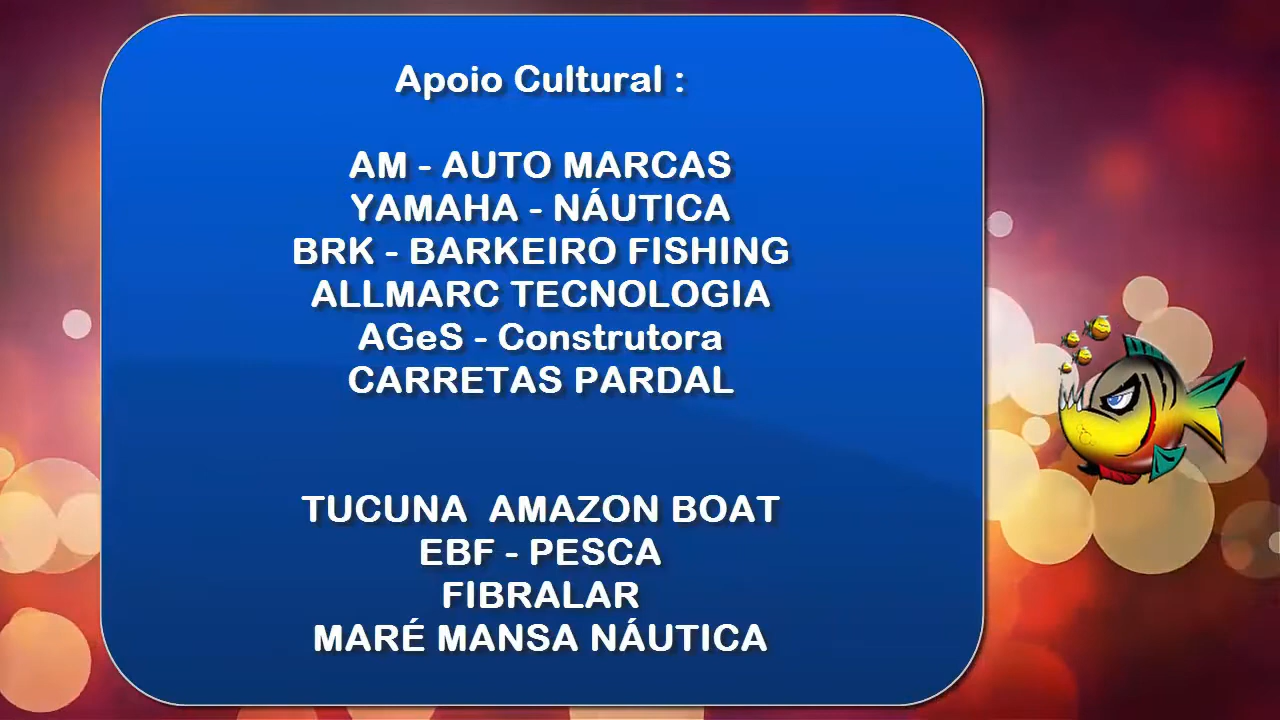 Apoio Cultural :
AM - AUTO MARCAS
YAMAHA - NÁUTICA
BRK - BARKEIRO FISHING
ALLMARC TECNOLOGIA
AGeS - Construtora
CARRETAS PARDAL
TUCUNA  AMAZON BOAT
EBF - PESCA
FIBRALAR
MARÉ MANSA NÁUTICA